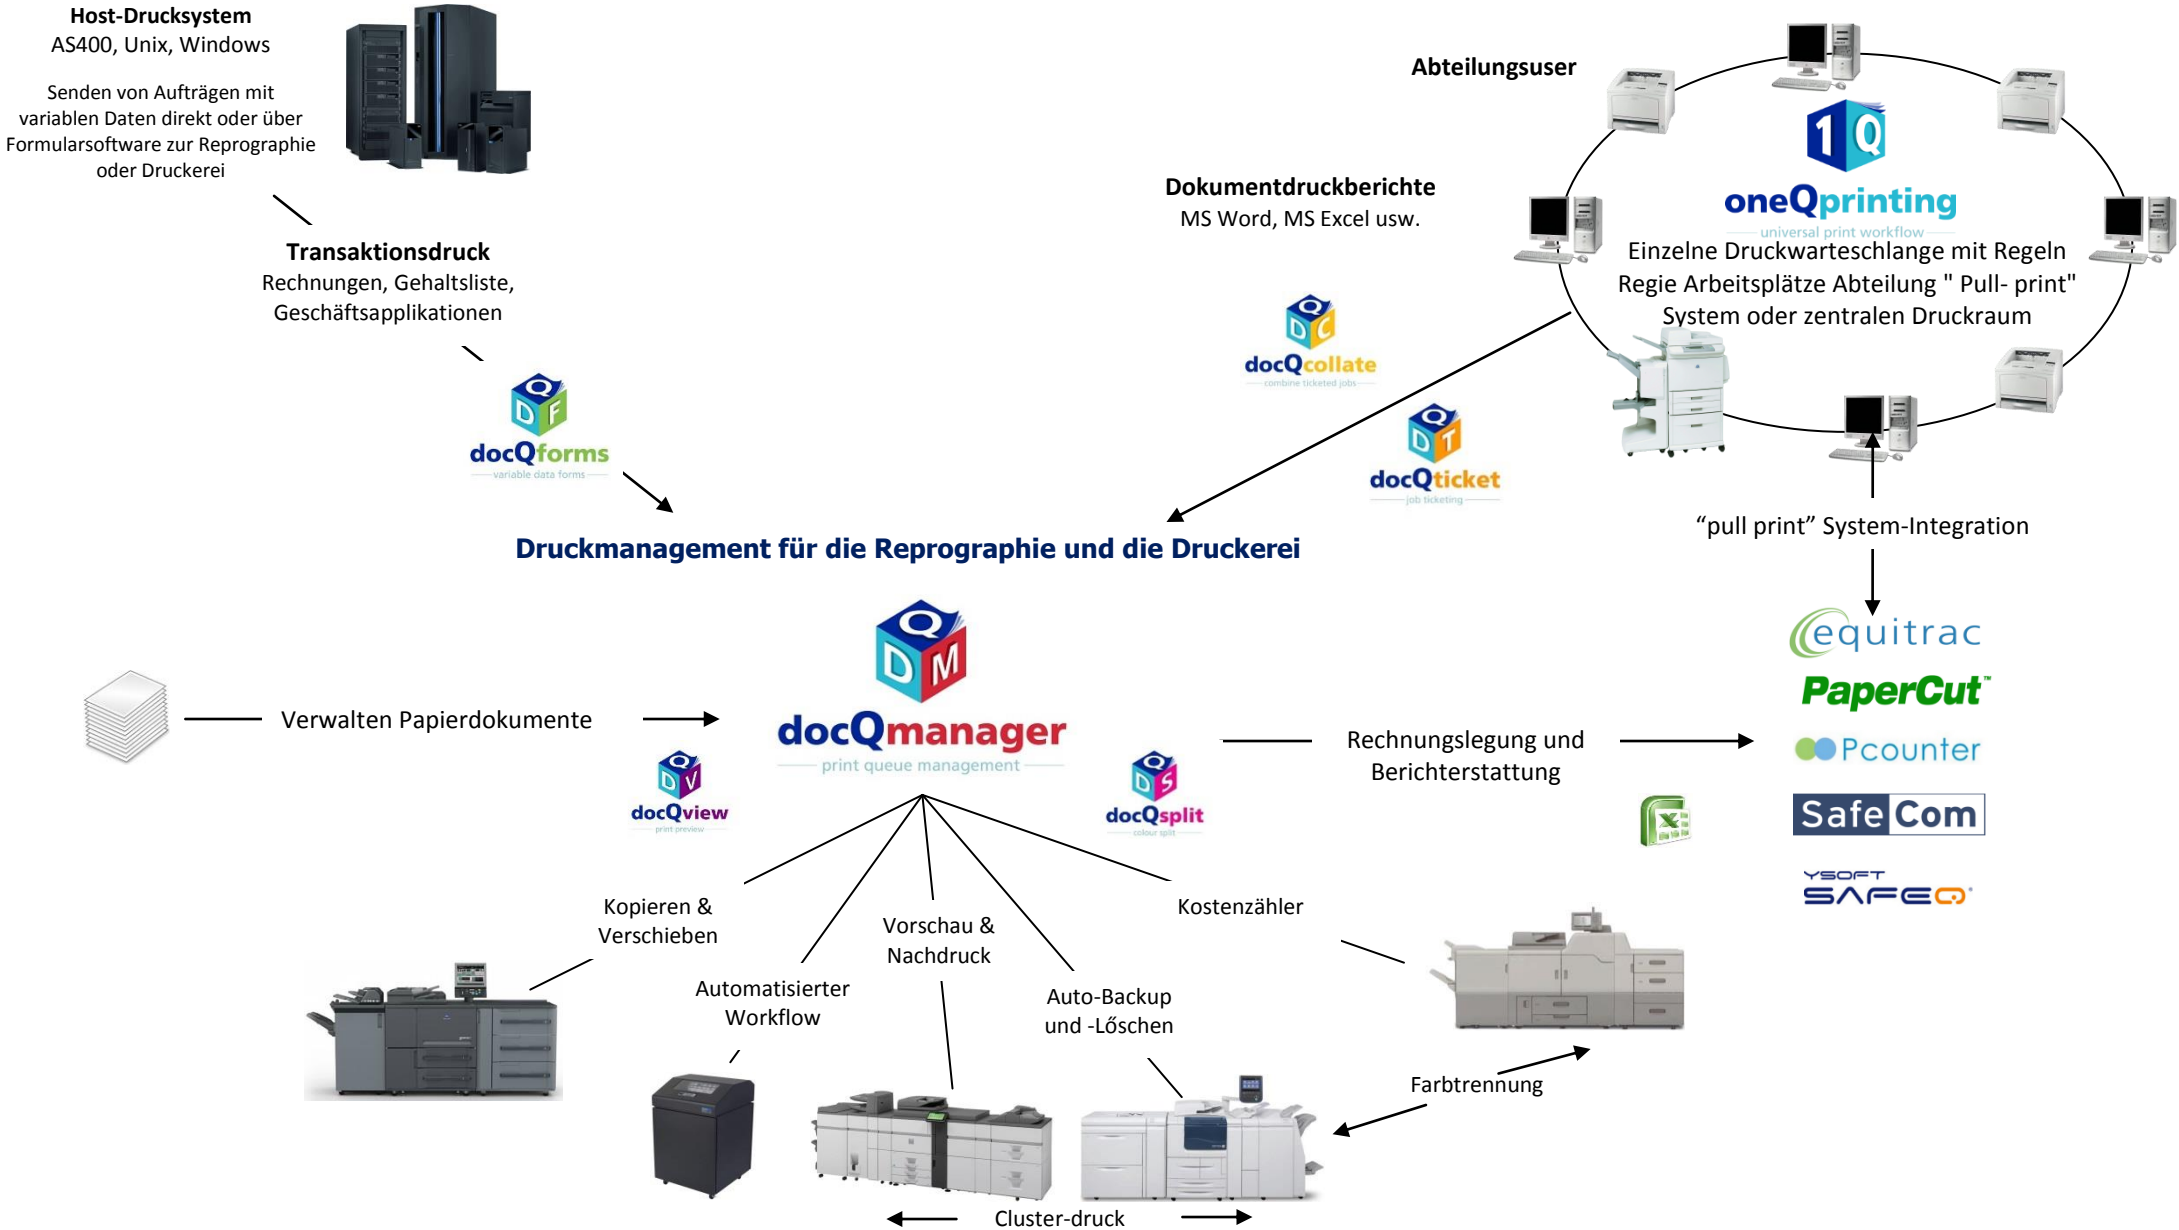 Host-Drucksystem
AS400, Unix, Windows
Senden von Aufträgen mit
variablen Daten direkt oder über
Formularsoftware zur Reprographie
oder Druckerei
Transaktionsdruck
Rechnungen, Gehaltsliste,
Geschäftsapplikationen
Q
D F
docQforms
variable data forms
Abteilungsuser
Dokumentdruckberichte
MS Word, MS Excel usw.
1Q
oneQprinting
universal print workflow
Einzelne Druckwarteschlange mit Regeln
Regie Arbeitsplätze Abteilung " Pull- print"
System oder zentralen Druckraum
Q
D C
docQcollate
combine ticketed jobs
Q
D T
docQticket
job ticketing
“pull print” System-Integration
Druckmanagement für die Reprographie und die Druckerei
Q
D M
docQmanager
print queue management
Verwalten Papierdokumente
Q
D V
docQview
print preview
Q
D S
docQsplit
colour split
Rechnungslegung und
Berichterstattung
equitrac
PaperCut™
Pcounter
SafeCom
YSOFT
SAFEQ
Kopieren &
Verschieben
Automatisierter
Workflow
Vorschau &
Nachdruck
Auto-Backup
und -Lőschen
Kostenzähler
Farbtrennung
Cluster-druck